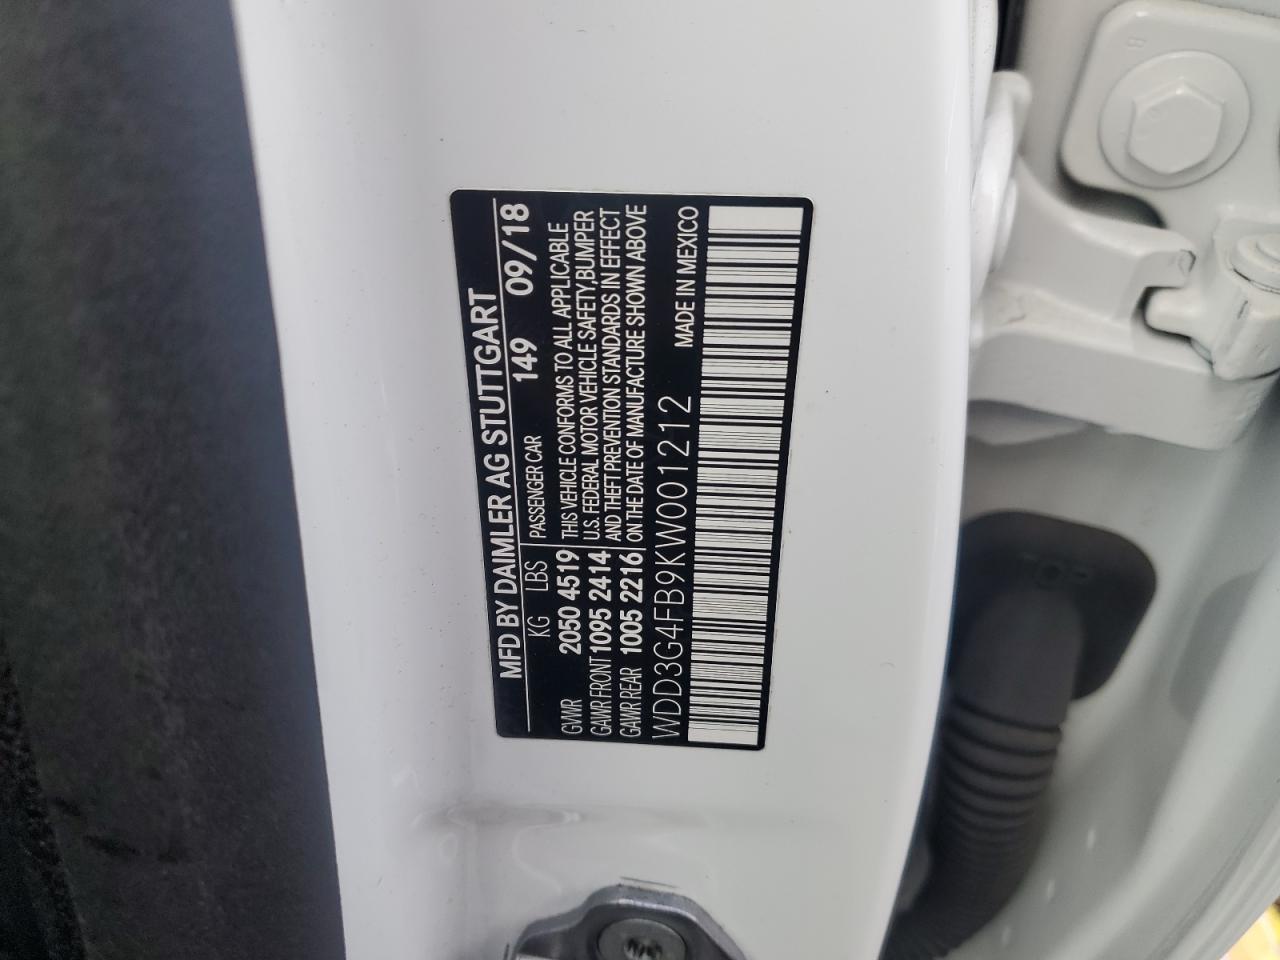 MFD BY DAIMLER AG STUTTGART
KG LBS PASSENGER CAR 149 09/18
GVWR 2050 4519 THIS VEHICLE CONFORMS TO ALL APPLICABLE
GAWR FRONT 1095 2414 U.S. FEDERAL MOTOR VEHICLE SAFETY,BUMPER
GAWR REAR 1005 2216 AND THEFT PREVENTION STANDARDS IN EFFECT
ON THE DATE OF MANUFACTURE SHOWN ABOVE
WDD3G4FB9KW001212 MADE IN MEXICO